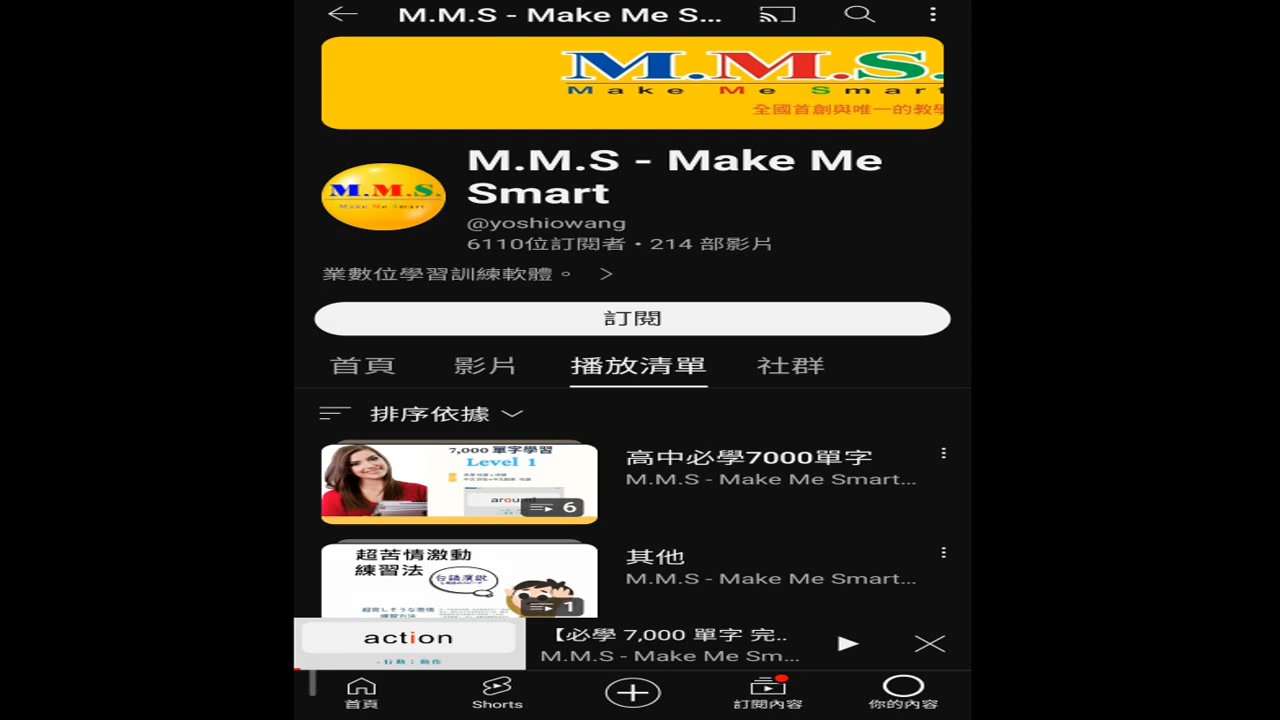 M.M.S - Make Me S...
M.M.S.
Make Me Smart
全國首創與唯一的教學
M.M.S.
Make Me Smart
M.M.S - Make Me
Smart
@yoshiowang
6110位訂閱者・214 部影片
業數位學習訓練軟體。
訂閱
首頁
影片
播放清單
社群
排序依據
7,000 單字學習
Level 1
around
6
高中必學7000單字
M.M.S - Make Me Smart...
超苦情激動
練習法
台語演說
1
其他
M.M.S - Make Me Smart...
action
【必學 7,000 單字 完..
M.M.S - Make Me Sm...
首頁
Shorts
訂閱內容
你的內容